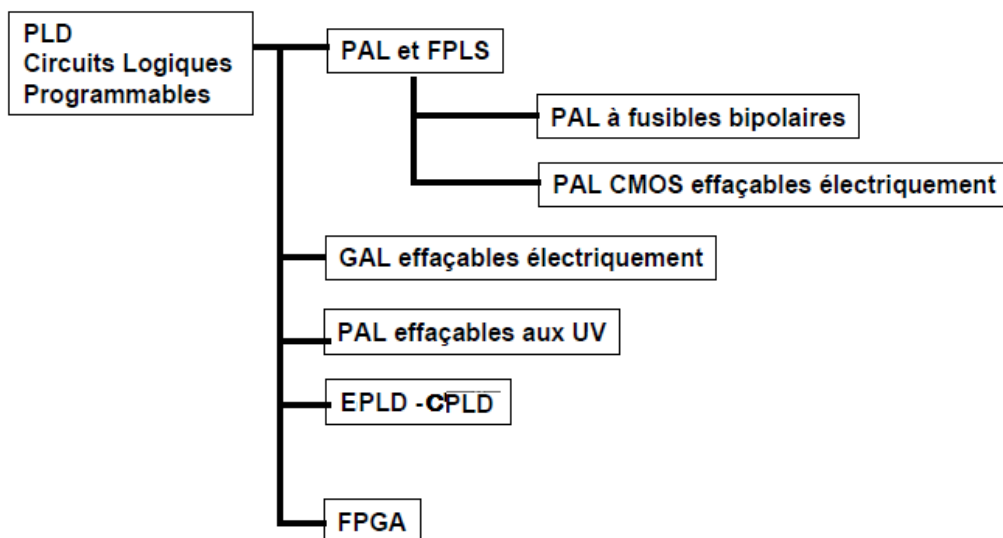 PLD
Circuits Logiques
Programmables
PAL et FPLS
PAL à fusibles bipolaires
PAL CMOS effaçables électriquement
GAL effaçables électriquement
PAL effaçables aux UV
EPLD -CPLD
FPGA